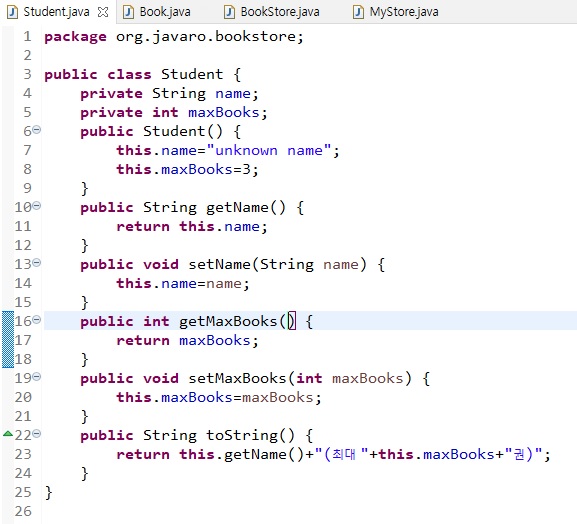 Student.java Book.java BookStore.java MyStore.java
1 package org.javaro.bookstore;
2
3 public class Student {
4     private String name;
5     private int maxBooks;
6     public Student() {
7         this.name="unknown name";
8         this.maxBooks=3;
9     }
10     public String getName() {
11         return this.name;
12     }
13     public void setName(String name) {
14         this.name=name;
15     }
16     public int getMaxBooks() {
17         return maxBooks;
18     }
19     public void setMaxBooks(int maxBooks) {
20         this.maxBooks=maxBooks;
21     }
22     public String toString() {
23         return this.getName()+"(최대 "+this.maxBooks+"권)";
24     }
25 }
26